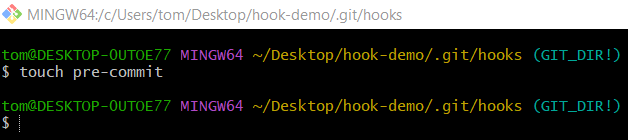 MINGW64:/c/Users/tom/Desktop/hook-demo/.git/hooks
tom@DESKTOP-OUTOE77 MINGW64 ~/Desktop/hook-demo/.git/hooks (GIT_DIR!)
$ touch pre-commit
tom@DESKTOP-OUTOE77 MINGW64 ~/Desktop/hook-demo/.git/hooks (GIT_DIR!)
$